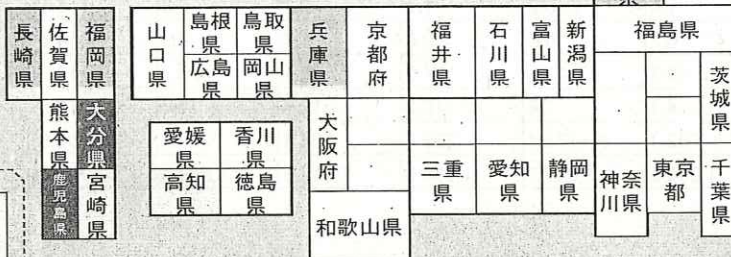 長崎県
佐賀県
福岡県
山口県
島根県
鳥取県
兵庫県
京都府
福井県
石川県
富山県
新潟県
福島県
広島県
岡山県
茨城県
熊本県
大分県
愛媛県
香川県
大阪府
三重県
愛知県
静岡県
神奈川県
東京都
千葉県
鹿児島県
宮崎県
高知県
徳島県
和歌山県